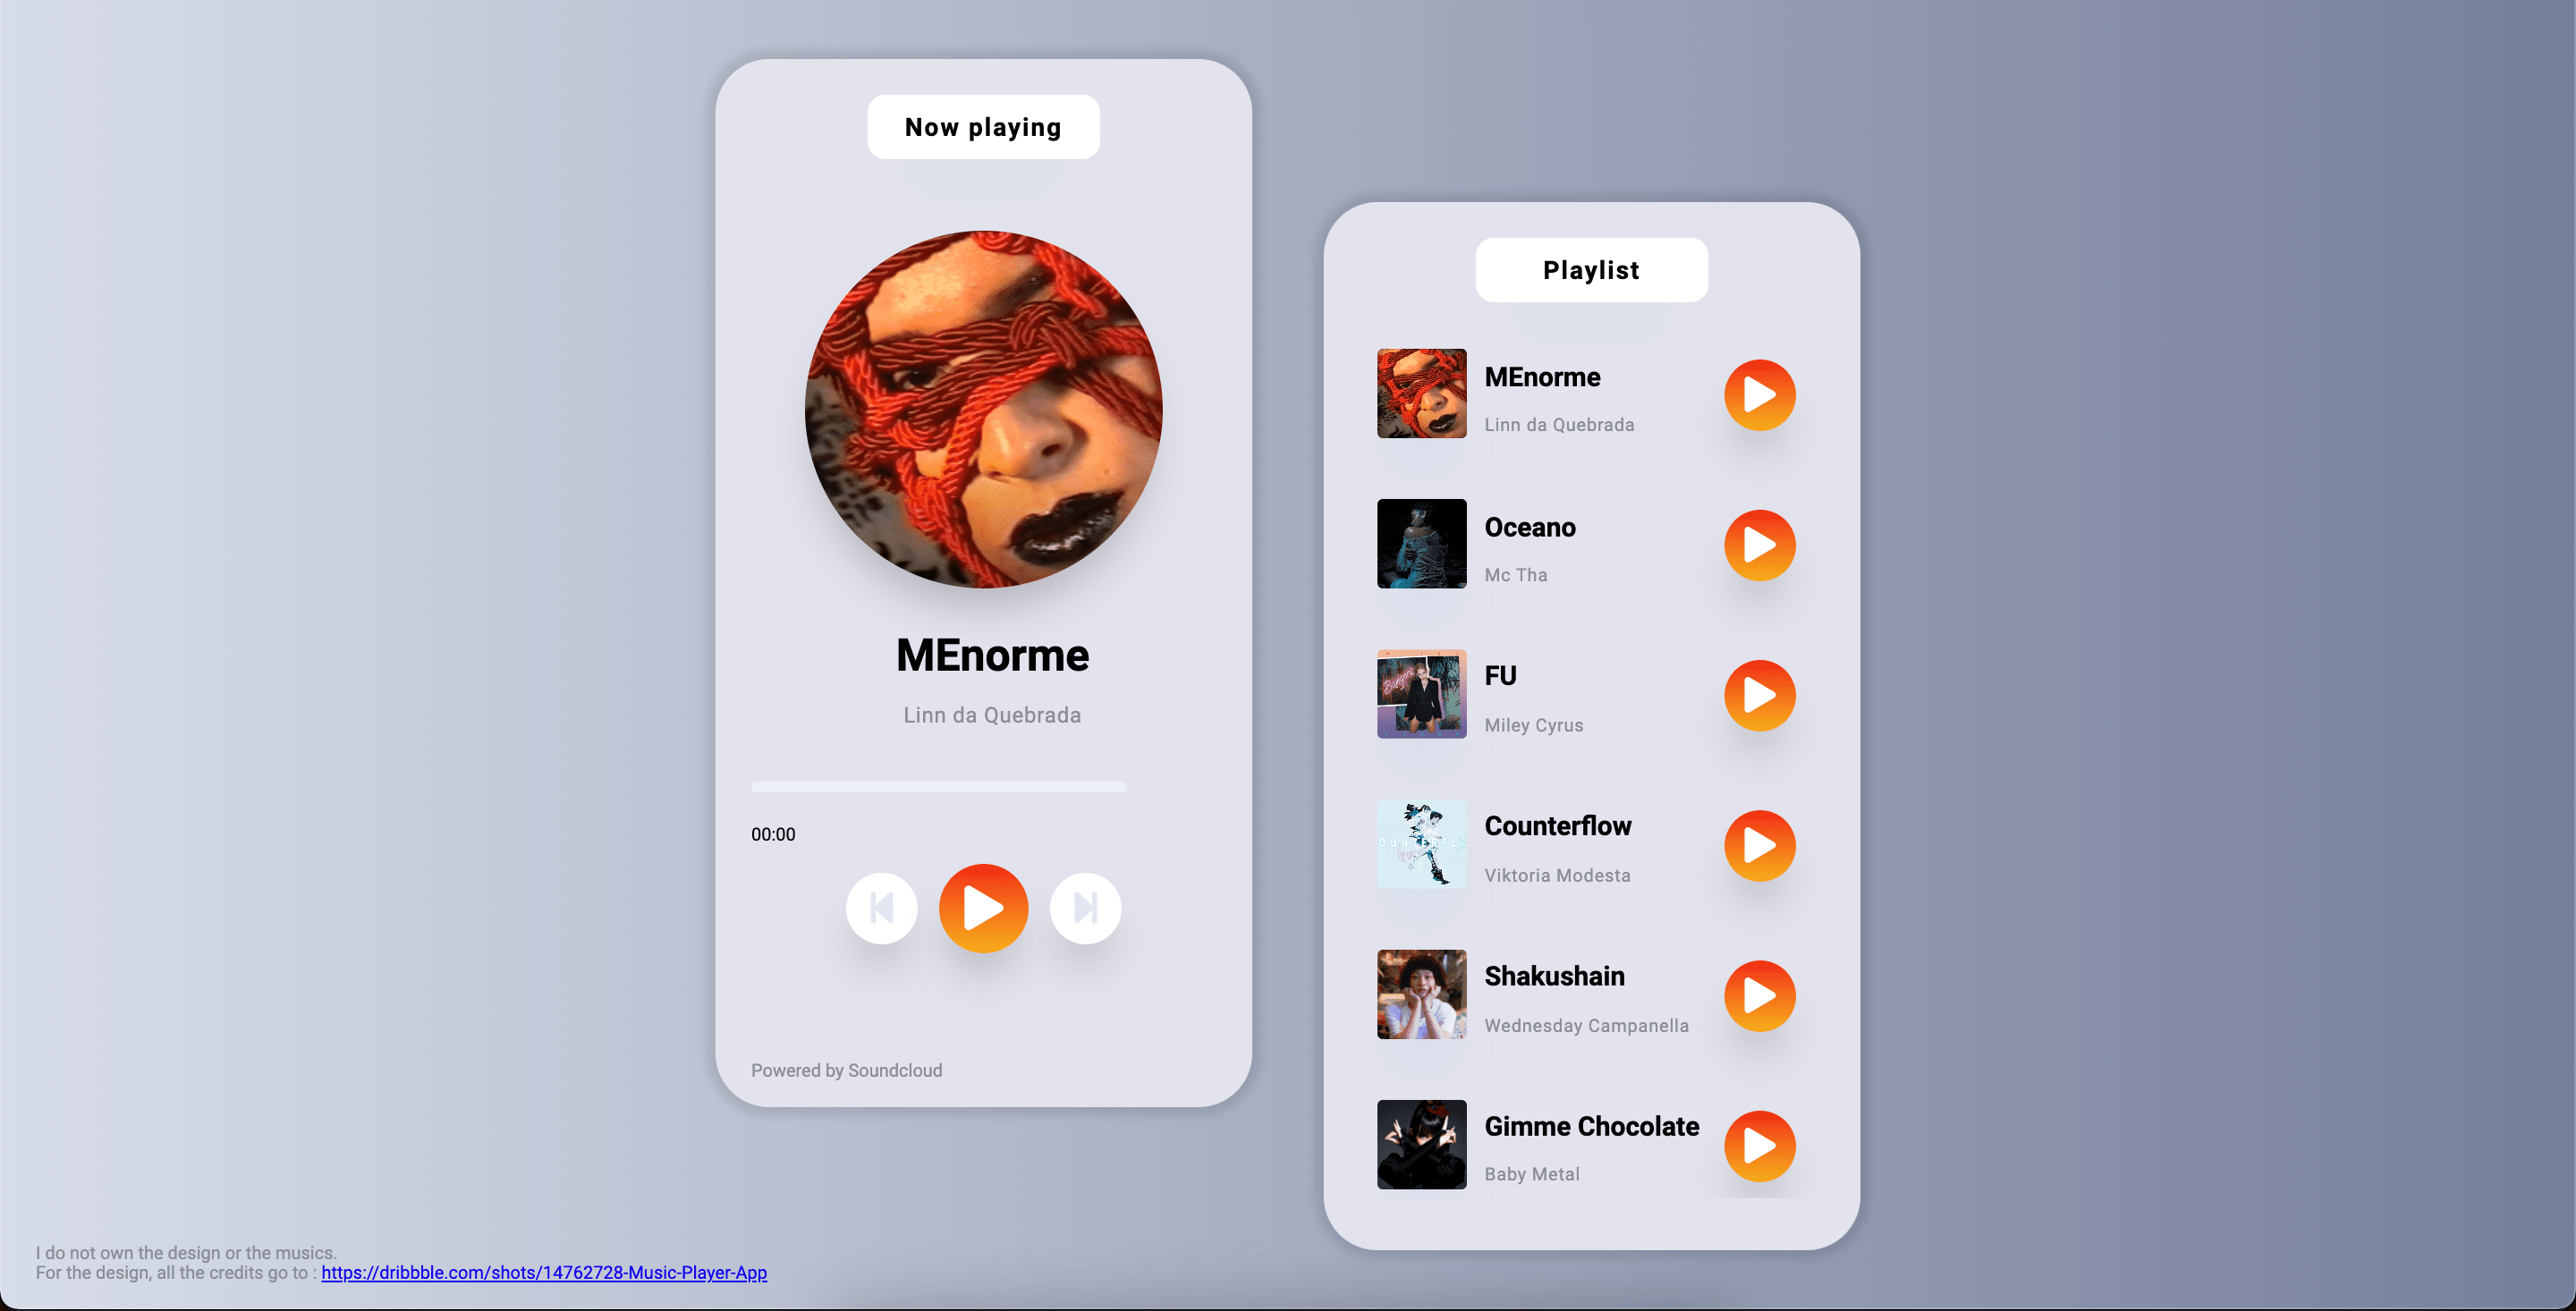 Now playing
MEnorme
Linn da Quebrada
00:00
Powered by Soundcloud
Playlist
MEnorme
Linn da Quebrada
Oceano
Mc Tha
FU
Miley Cyrus
Counterflow
Viktoria Modesta
Shakushain
Wednesday Campanella
Gimme Chocolate
Baby Metal
I do not own the design or the musics.
For the design, all the credits go to : https://dribbble.com/shots/14762728-Music-Player-App